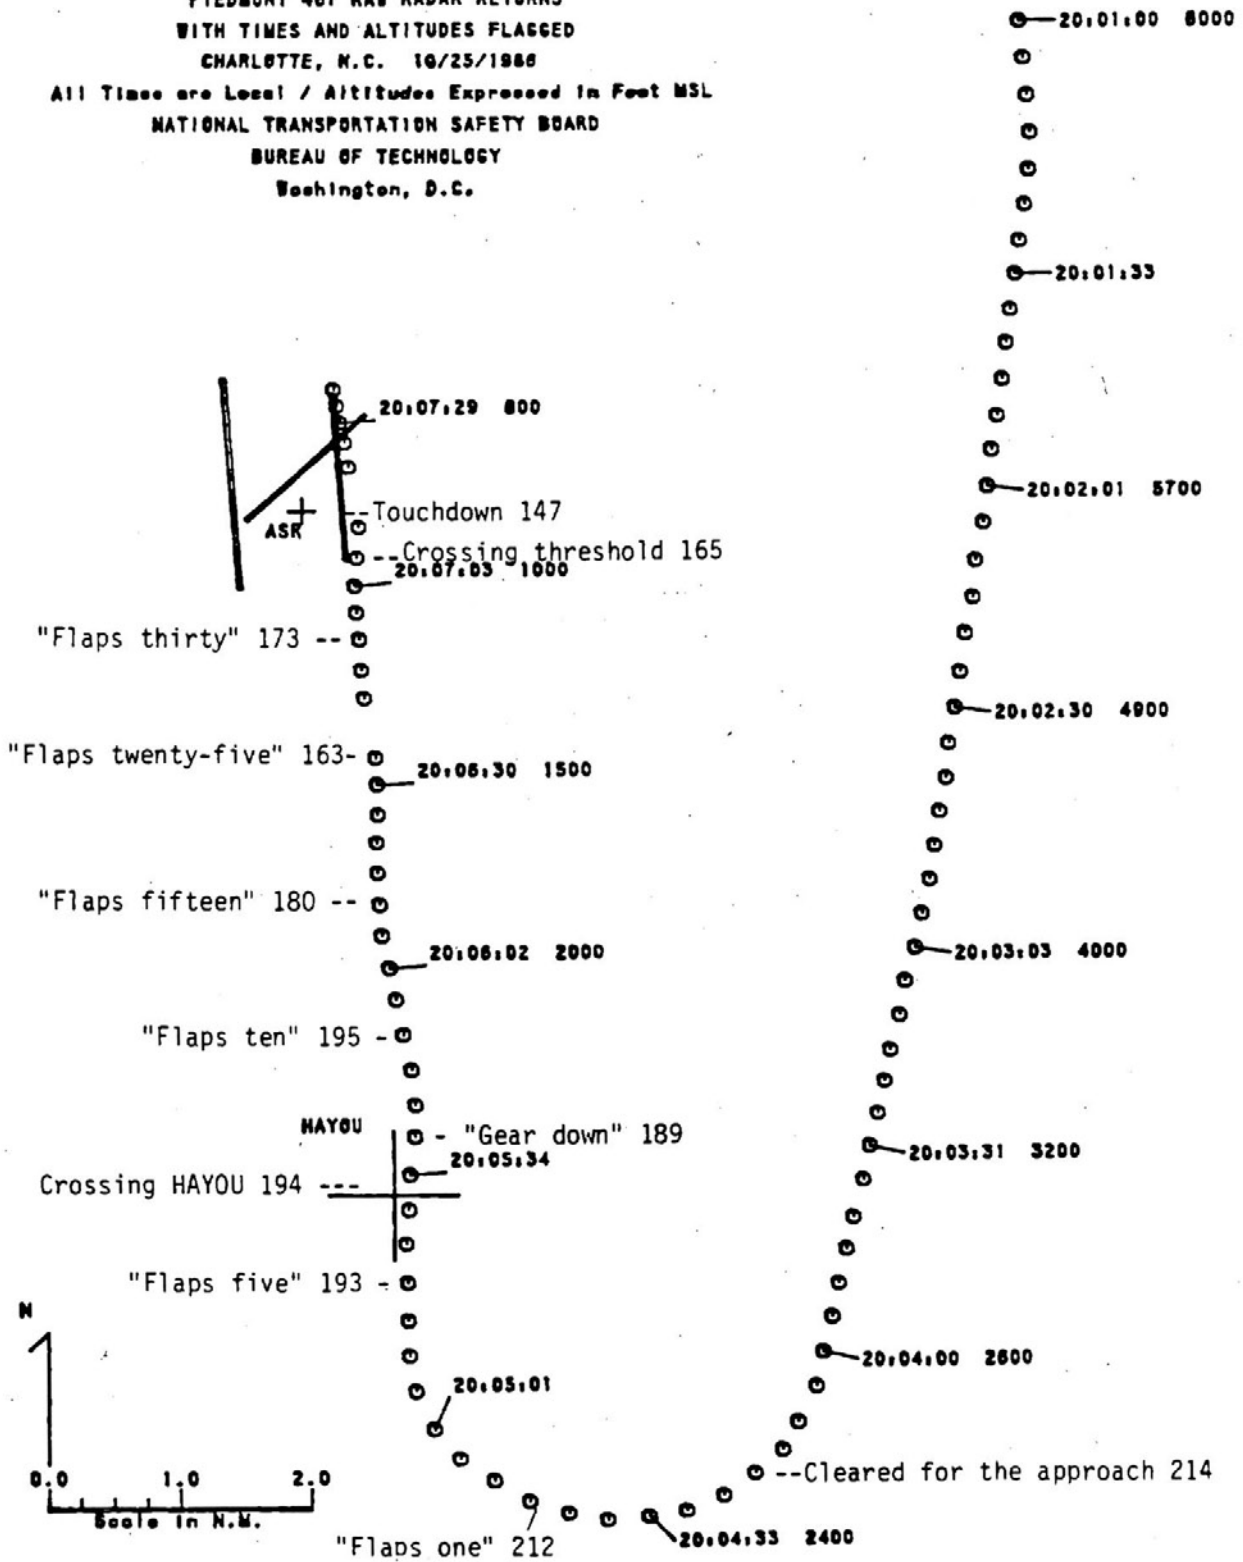 WITH TIMES AND ALTITUDES FLAGGED
CHARLOTTE, N.C. 10/25/1986
All Times are Local / Altitudes Expressed in Feet MSL
NATIONAL TRANSPORTATION SAFETY BOARD
BUREAU OF TECHNOLOGY
Washington, D.C.
20:01:00 6000
20:01:33
20:07:29 800
20:02:01 5700
ASR
--Touchdown 147
--Crossing threshold 165
20:07:03 1000
"Flaps thirty" 173 --
20:02:30 4900
"Flaps twenty-five" 163-
20:06:30 1500
"Flaps fifteen" 180 --
20:06:02 2000
20:03:03 4000
"Flaps ten" 195 -
HAYOU
- "Gear down" 189
20:05:34
20:03:31 3200
Crossing HAYOU 194 ---
"Flaps five" 193 -
N
20:04:00 2600
20:05:01
0.0 1.0 2.0
Scale in N.M.
--Cleared for the approach 214
"Flaps one" 212
20:04:33 2400